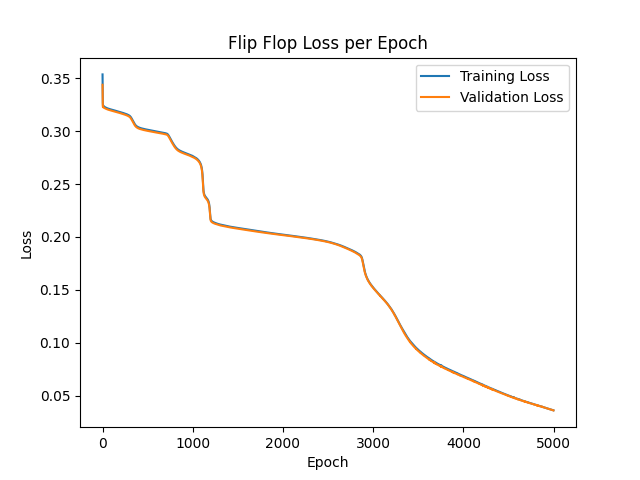 Flip Flop Loss per Epoch
Training Loss
Validation Loss
0.35
0.30
0.25
0.20
0.15
0.10
0.05
Loss
0 1000 2000 3000 4000 5000
Epoch